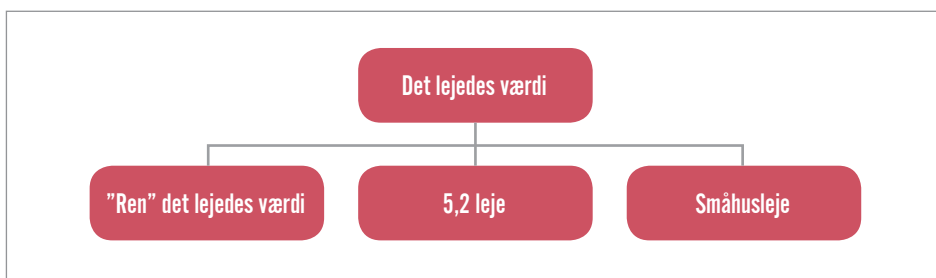 Det lejedes værdi
”Ren” det lejedes værdi
5,2 leje
Småhusleje